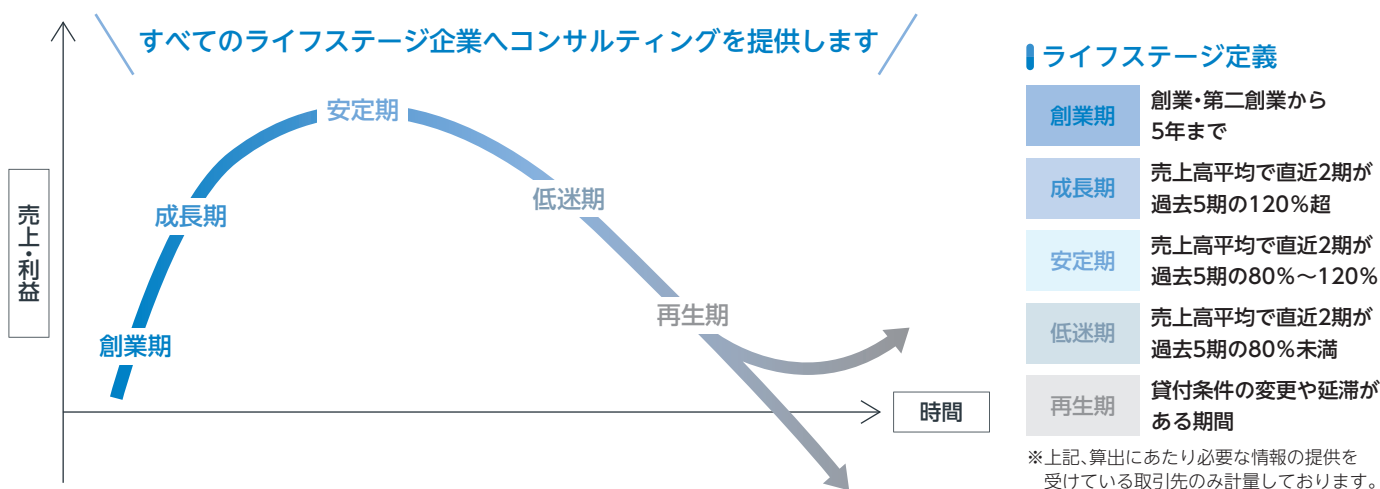 すべてのライフステージ企業へコンサルティングを提供します
売上・利益
創業期
成長期
安定期
低迷期
再生期
時間
ライフステージ定義
創業期
創業・第二創業から
5年まで
成長期
売上高平均で直近2期が
過去5期の120％超
安定期
売上高平均で直近2期が
過去5期の80％～120％
低迷期
売上高平均で直近2期が
過去5期の80％未満
再生期
貸付条件の変更や延滞が
ある期間
※上記、算出にあたり必要な情報の提供を
受けている取引先のみ計量しております。